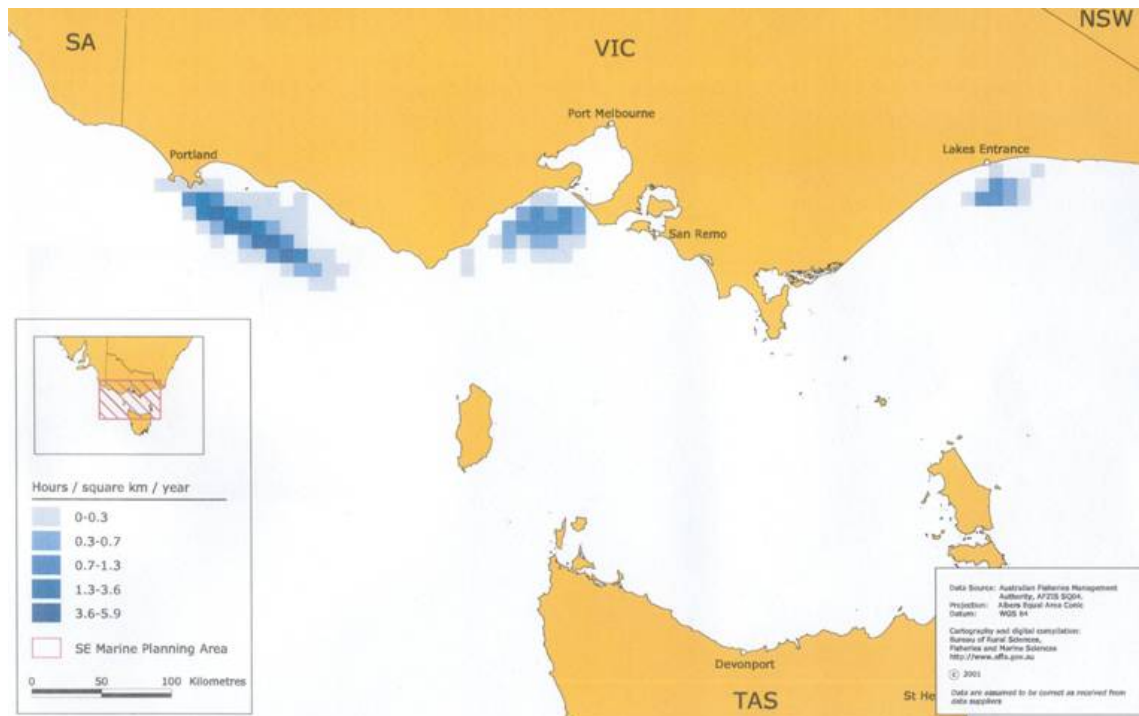 SA
VIC
NSW
Port Melbourne
Portland
Lakes Entrance
San Remo
Hours / square km / year
0-0.3
0.3-0.7
0.7-1.3
1.3-3.6
3.6-5.9
SE Marine Planning Area
0 50 100 Kilometres
Devonport
TAS
St He
Data Source: Australian Fisheries Management
Authority, AFZIS SQ04.
Projection: Albers Equal Area Conic
Datum: WGS 84
Cartography and digital compilation:
Bureau of Rural Sciences,
Fisheries and Marine Sciences
http://www.affa.gov.au
© 2001
Data are assumed to be correct as received from
data suppliers